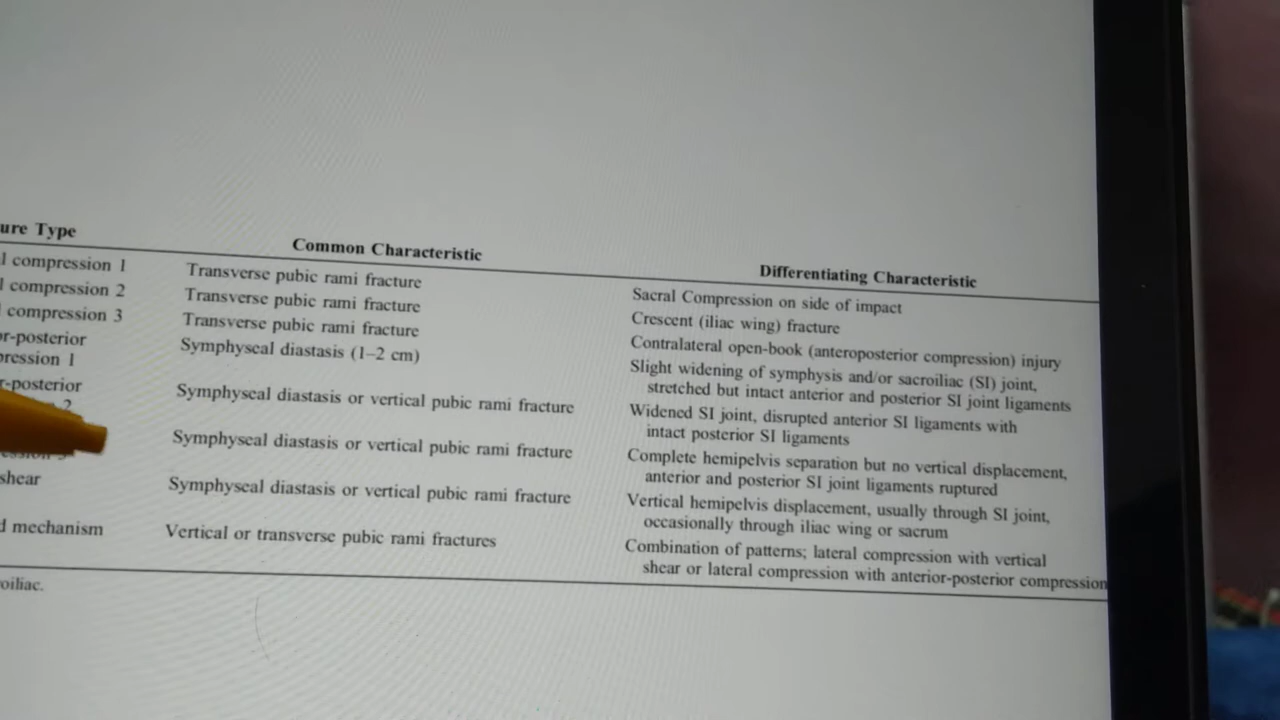 ure Type Common Characteristic Differentiating Characteristic
l compression 1 Transverse pubic rami fracture Sacral Compression on side of impact
l compression 2 Transverse pubic rami fracture Crescent (iliac wing) fracture
l compression 3 Transverse pubic rami fracture Contralateral open-book (anteroposterior compression) injury
or-posterior Symphyseal diastasis (1–2 cm) Slight widening of symphysis and/or sacroiliac (SI) joint,
pression 1 stretched but intact anterior and posterior SI joint ligaments
r-posterior Symphyseal diastasis or vertical pubic rami fracture Widened SI joint, disrupted anterior SI ligaments with
2 intact posterior SI ligaments
Symphyseal diastasis or vertical pubic rami fracture Complete hemipelvis separation but no vertical displacement,
anterior and posterior SI joint ligaments ruptured
shear Symphyseal diastasis or vertical pubic rami fracture Vertical hemipelvis displacement, usually through SI joint,
occasionally through iliac wing or sacrum
d mechanism Vertical or transverse pubic rami fractures Combination of patterns; lateral compression with vertical
shear or lateral compression with anterior-posterior compression
oiliac.